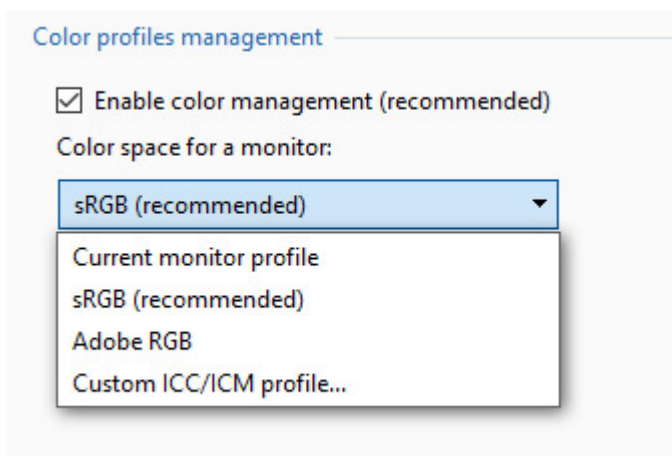 Color profiles management
Enable color management (recommended)
Color space for a monitor:
sRGB (recommended)
Current monitor profile
sRGB (recommended)
Adobe RGB
Custom ICC/ICM profile...